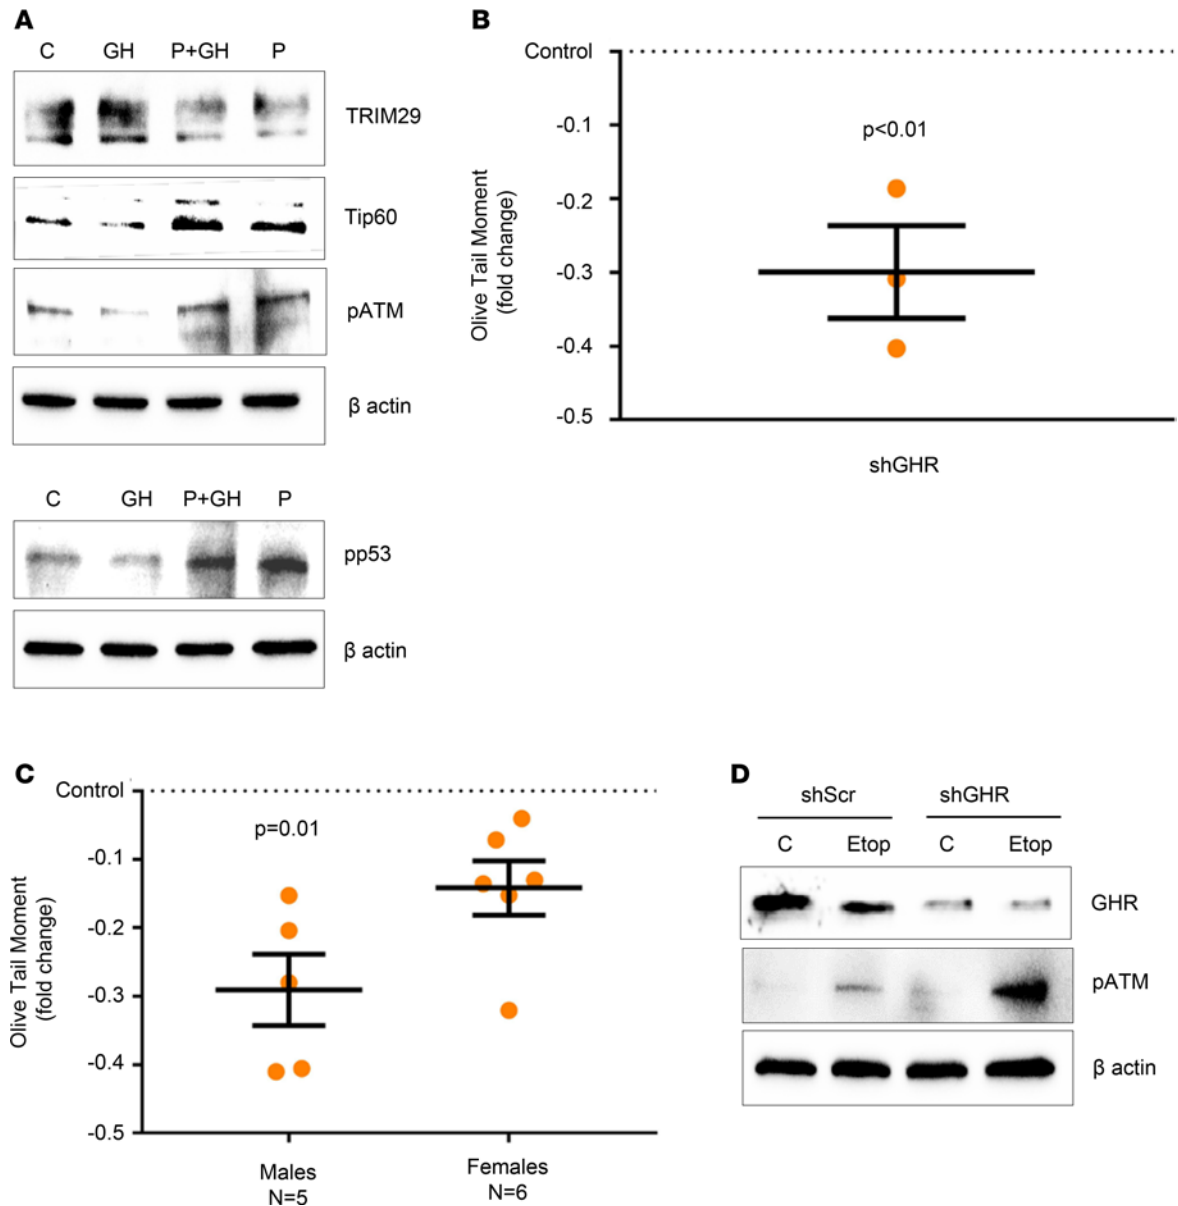 A
C GH P+GH P
TRIM29
Tip60
pATM
β actin
C GH P+GH P
pp53
β actin
B
Control
-0.1
-0.2
-0.3
-0.4
-0.5
Olive Tail Moment
(fold change)
p<0.01
shGHR
C
Control
-0.1
-0.2
-0.3
-0.4
-0.5
Olive Tail Moment
(fold change)
p=0.01
Males
N=5
Females
N=6
D
shScr shGHR
C Etop C Etop
GHR
pATM
β actin